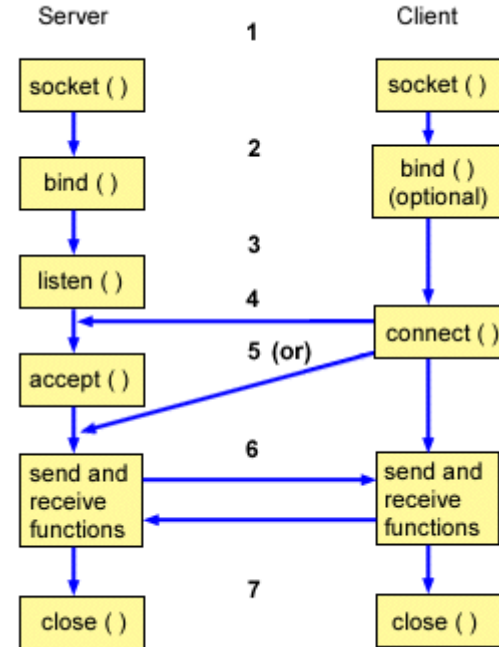 Server
Client
1
socket ( )
socket ( )
2
bind ( )
bind ( )
(optional)
3
listen ( )
4
connect ( )
5 (or)
accept ( )
6
send and
receive
functions
send and
receive
functions
7
close ( )
close ( )